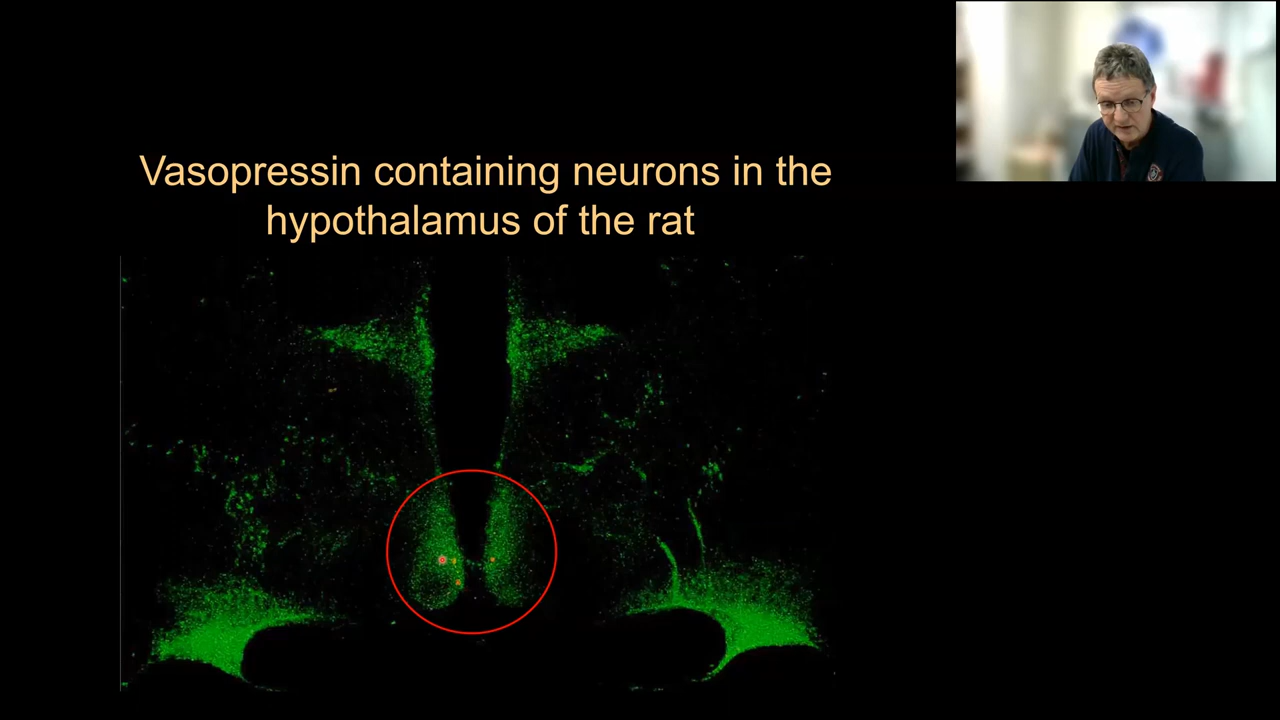 Vasopressin containing neurons in the
hypothalamus of the rat